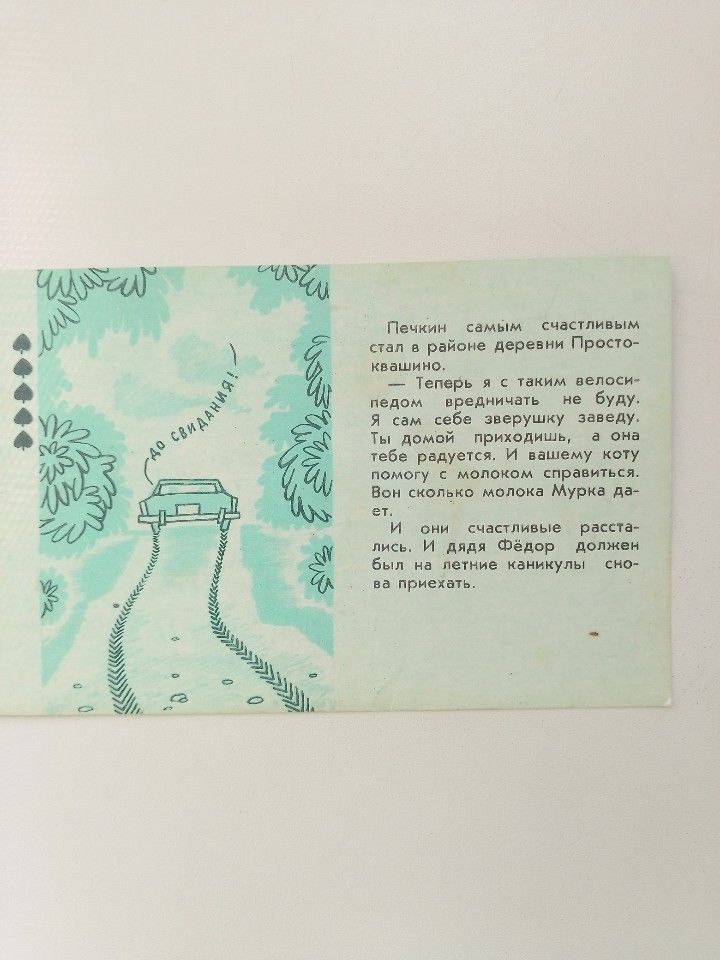 до свидания!
Печкин самым счастливым
стал в районе деревни Просто-
квашино.
— Теперь я с таким велоси-
педом вредничать не буду.
Я сам себе зверушку заведу.
Ты домой приходишь, а она
тебе радуется. И вашему коту
помогу с молоком справиться.
Вон сколько молока Мурка да-
ет.
И они счастливые расста-
лись. И дядя Фёдор должен
был на летние каникулы сно-
ва приехать.